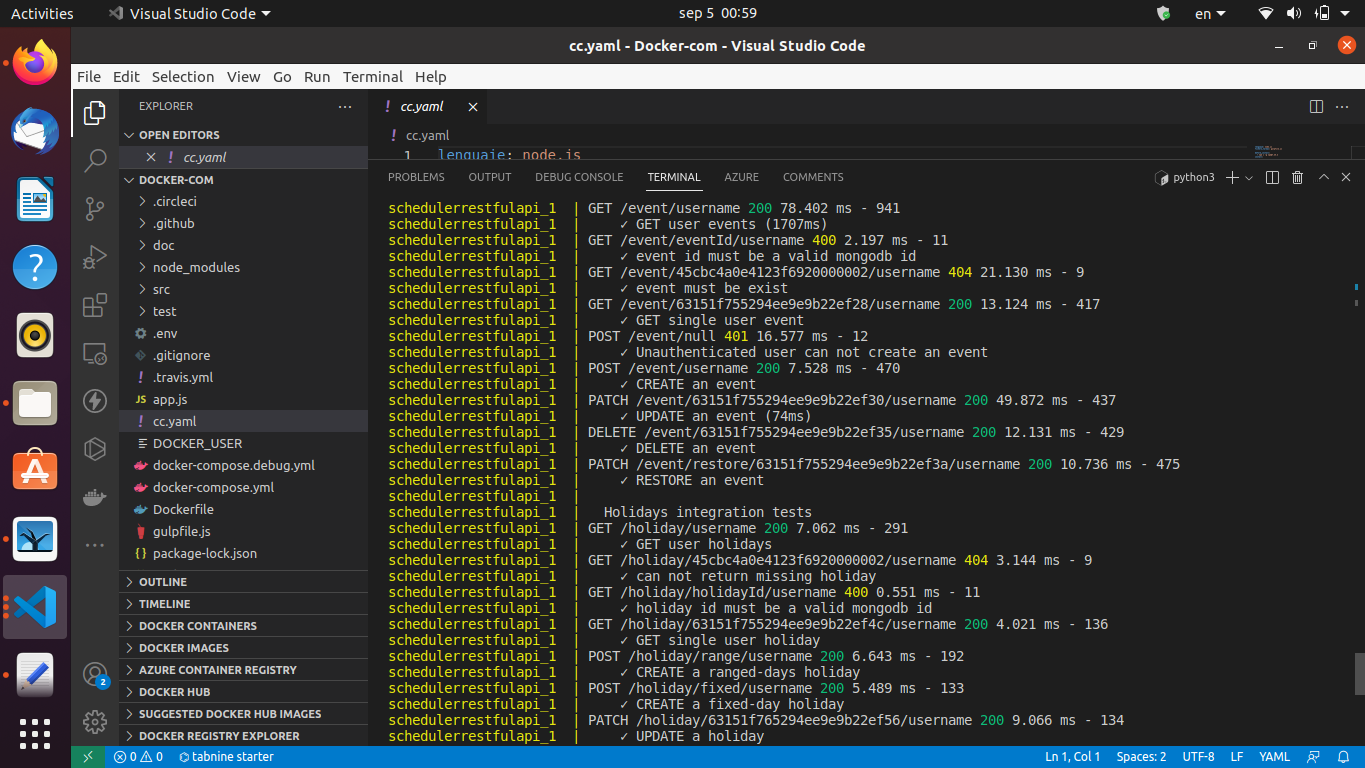 Activities
Visual Studio Code
sep 5 00:59
en
cc.yaml - Docker-com - Visual Studio Code
File Edit Selection View Go Run Terminal Help
EXPLORER
OPEN EDITORS
cc.yaml
DOCKER-COM
.circleci
.github
doc
node_modules
src
test
.env
.gitignore
.travis.yml
app.js
cc.yaml
DOCKER_USER
docker-compose.debug.yml
docker-compose.yml
Dockerfile
gulpfile.js
package-lock.json
OUTLINE
TIMELINE
DOCKER CONTAINERS
DOCKER IMAGES
AZURE CONTAINER REGISTRY
DOCKER HUB
SUGGESTED DOCKER HUB IMAGES
DOCKER REGISTRY EXPLORER
cc.yaml
cc.yaml
1 lenguaje: node.js
PROBLEMS OUTPUT DEBUG CONSOLE TERMINAL AZURE COMMENTS
python3
schedulerrestfulapi_1 | GET /event/username 200 78.402 ms - 941
schedulerrestfulapi_1 | ✓ GET user events (1707ms)
schedulerrestfulapi_1 | GET /event/eventId/username 400 2.197 ms - 11
schedulerrestfulapi_1 | ✓ event id must be a valid mongodb id
schedulerrestfulapi_1 | GET /event/45cbc4a0e4123f6920000002/username 404 21.130 ms - 9
schedulerrestfulapi_1 | ✓ event must be exist
schedulerrestfulapi_1 | GET /event/63151f755294ee9e9b22ef28/username 200 13.124 ms - 417
schedulerrestfulapi_1 | ✓ GET single user event
schedulerrestfulapi_1 | POST /event/null 401 16.577 ms - 12
schedulerrestfulapi_1 | ✓ Unauthenticated user can not create an event
schedulerrestfulapi_1 | POST /event/username 200 7.528 ms - 470
schedulerrestfulapi_1 | ✓ CREATE an event
schedulerrestfulapi_1 | PATCH /event/63151f755294ee9e9b22ef30/username 200 49.872 ms - 437
schedulerrestfulapi_1 | ✓ UPDATE an event (74ms)
schedulerrestfulapi_1 | DELETE /event/63151f755294ee9e9b22ef35/username 200 12.131 ms - 429
schedulerrestfulapi_1 | ✓ DELETE an event
schedulerrestfulapi_1 | PATCH /event/restore/63151f755294ee9e9b22ef3a/username 200 10.736 ms - 475
schedulerrestfulapi_1 | ✓ RESTORE an event
schedulerrestfulapi_1 |
schedulerrestfulapi_1 | Holidays integration tests
schedulerrestfulapi_1 | GET /holiday/username 200 7.062 ms - 291
schedulerrestfulapi_1 | ✓ GET user holidays
schedulerrestfulapi_1 | GET /holiday/45cbc4a0e4123f6920000002/username 404 3.144 ms - 9
schedulerrestfulapi_1 | ✓ can not return missing holiday
schedulerrestfulapi_1 | GET /holiday/holidayId/username 400 0.551 ms - 11
schedulerrestfulapi_1 | ✓ holiday id must be a valid mongodb id
schedulerrestfulapi_1 | GET /holiday/63151f755294ee9e9b22ef4c/username 200 4.021 ms - 136
schedulerrestfulapi_1 | ✓ GET single user holiday
schedulerrestfulapi_1 | POST /holiday/range/username 200 6.643 ms - 192
schedulerrestfulapi_1 | ✓ CREATE a ranged-days holiday
schedulerrestfulapi_1 | POST /holiday/fixed/username 200 5.489 ms - 133
schedulerrestfulapi_1 | ✓ CREATE a fixed-day holiday
schedulerrestfulapi_1 | PATCH /holiday/63151f765294ee9e9b22ef56/username 200 9.066 ms - 134
schedulerrestfulapi_1 | ✓ UPDATE a holiday
2
0 0 tabnine starter
Ln 1, Col 1 Spaces: 2 UTF-8 LF YAML